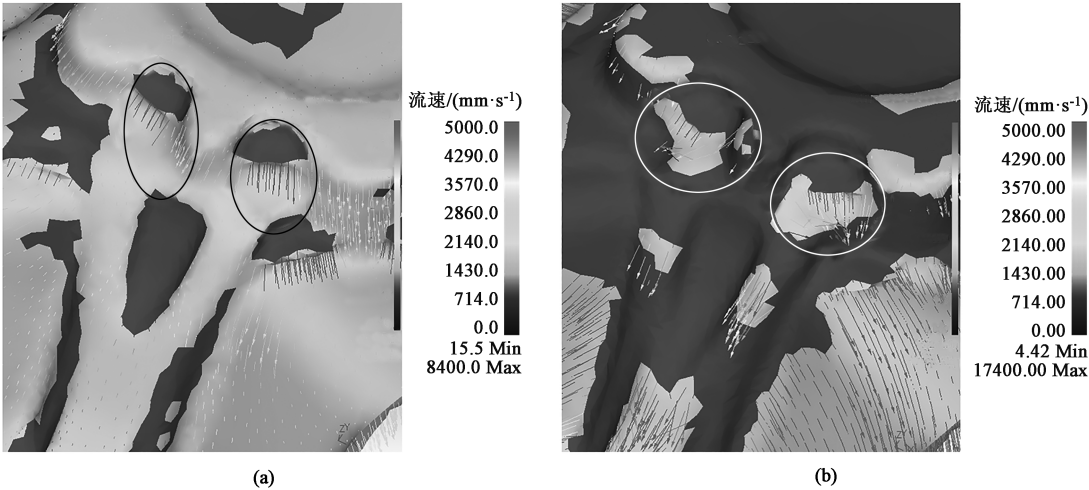 流速/(mm·s⁻¹)
5000.0
4290.0
3570.0
2860.0
2140.0
1430.0
714.0
0.0
15.5 Min
8400.0 Max
(a)
流速/(mm·s⁻¹)
5000.00
4290.00
3570.00
2860.00
2140.00
1430.00
714.00
0.00
4.42 Min
17400.00 Max
(b)
ZY
ZY